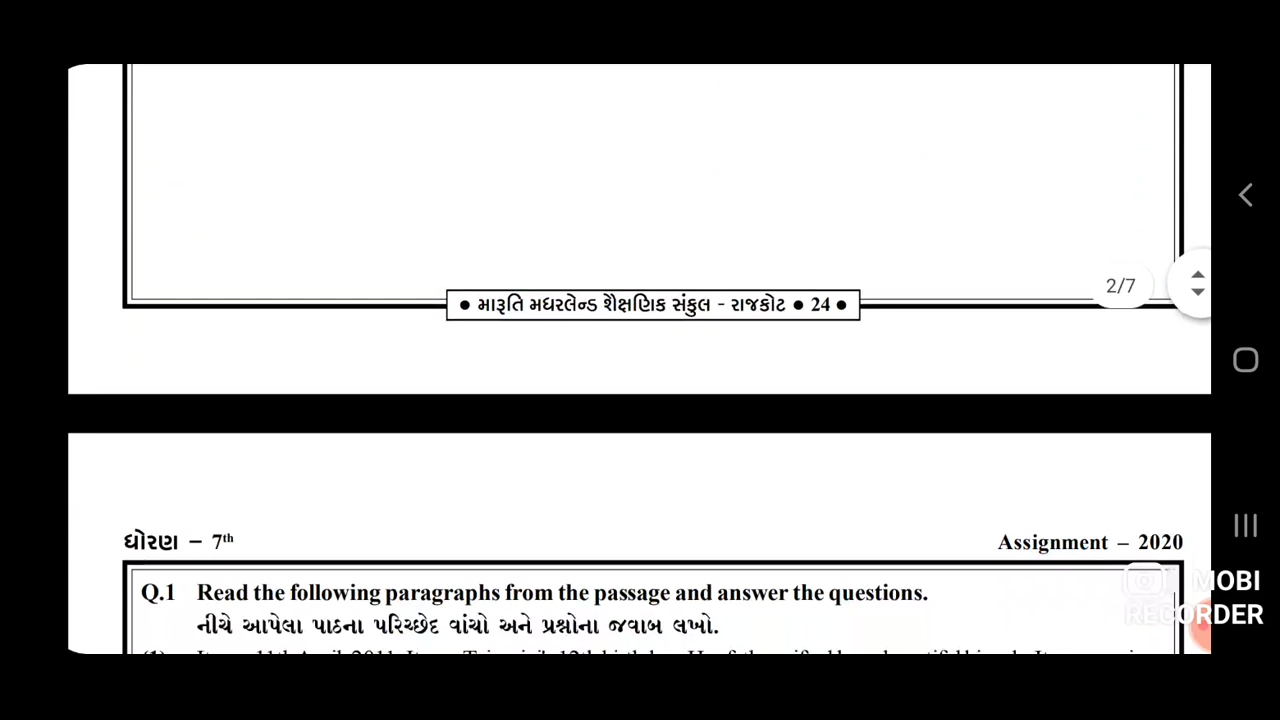 ● મારૂતિ મધરલેન્ડ શૈક્ષણિક સંકુલ - રાજકોટ ● 24 ●
2/7
ધોરણ – 7th
Assignment – 2020
Q.1 Read the following paragraphs from the passage and answer the questions.
નીચે આપેલા પાઠના પરિચ્છેદ વાંચો અને પ્રશ્નોના જવાબ લખો.
MOBI
RECORDER